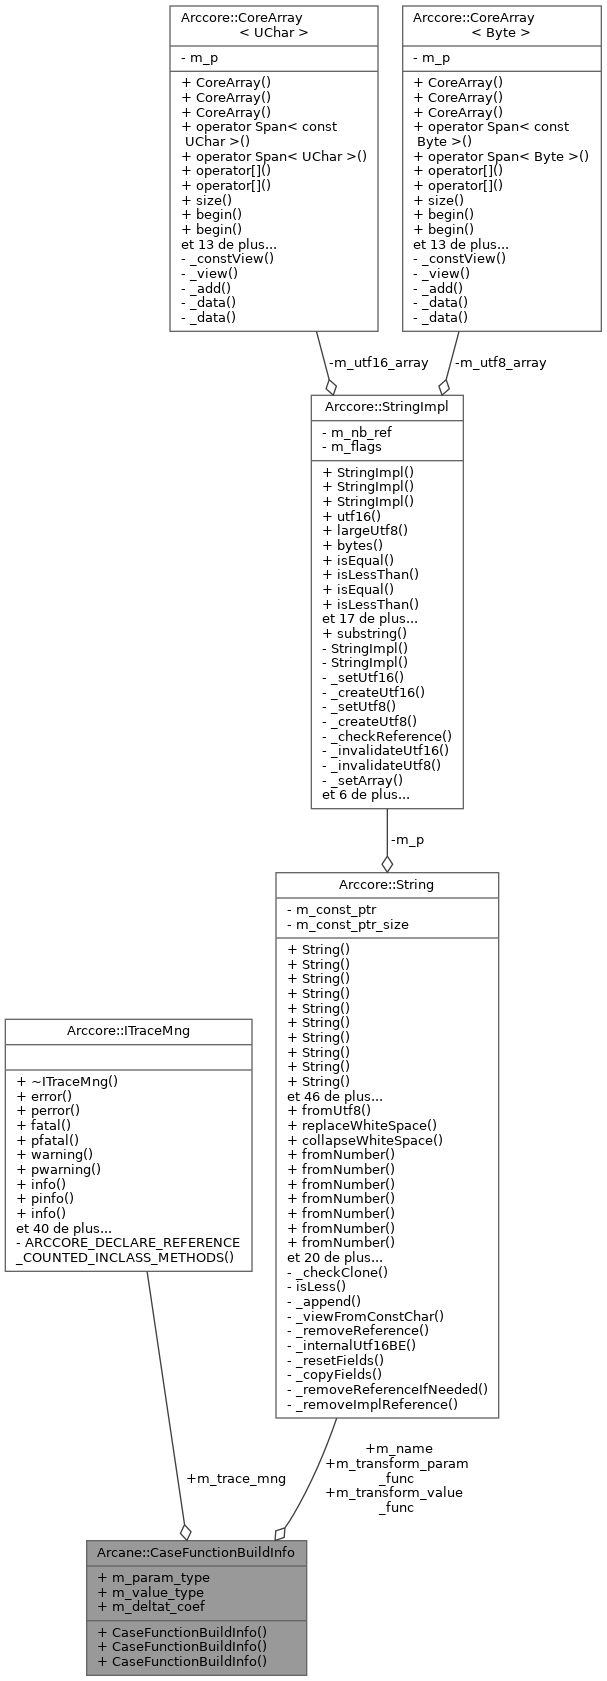 Arccore::CoreArray
< UChar >
- m_p
+ CoreArray()
+ CoreArray()
+ CoreArray()
+ operator Span< const
UChar >()
+ operator Span< UChar >()
+ operator[]()
+ operator[]()
+ size()
+ begin()
+ begin()
et 13 de plus...
- _constView()
- _view()
- _add()
- _data()
- _data()
Arccore::CoreArray
< Byte >
- m_p
+ CoreArray()
+ CoreArray()
+ CoreArray()
+ operator Span< const
Byte >()
+ operator Span< Byte >()
+ operator[]()
+ operator[]()
+ size()
+ begin()
+ begin()
et 13 de plus...
- _constView()
- _view()
- _add()
- _data()
- _data()
-m_utf16_array
-m_utf8_array
Arccore::StringImpl
- m_nb_ref
- m_flags
+ StringImpl()
+ StringImpl()
+ StringImpl()
+ utf16()
+ largeUtf8()
+ bytes()
+ isEqual()
+ isLessThan()
+ isEqual()
+ isLessThan()
et 17 de plus...
+ substring()
- StringImpl()
- StringImpl()
- _setUtf16()
- _createUtf16()
- _setUtf8()
- _createUtf8()
- _checkReference()
- _invalidateUtf16()
- _invalidateUtf8()
- _setArray()
et 6 de plus...
-m_p
Arccore::String
- m_const_ptr
- m_const_ptr_size
+ String()
+ String()
+ String()
+ String()
+ String()
+ String()
+ String()
+ String()
+ String()
+ String()
et 46 de plus...
+ fromUtf8()
+ replaceWhiteSpace()
+ collapseWhiteSpace()
+ fromNumber()
+ fromNumber()
+ fromNumber()
+ fromNumber()
+ fromNumber()
+ fromNumber()
+ fromNumber()
et 20 de plus...
- _checkClone()
- isLess()
- _append()
- _viewFromConstChar()
- _removeReference()
- _internalUtf16BE()
- _resetFields()
- _copyFields()
- _removeReferenceIfNeeded()
- _removeImplReference()
Arccore::ITraceMng
+ ~ITraceMng()
+ error()
+ perror()
+ fatal()
+ pfatal()
+ warning()
+ pwarning()
+ info()
+ pinfo()
+ info()
et 40 de plus...
- ARCCORE_DECLARE_REFERENCE
_COUNTED_INCLASS_METHODS()
+m_trace_mng
+m_name
+m_transform_param
_func
+m_transform_value
_func
Arcane::CaseFunctionBuildInfo
+ m_param_type
+ m_value_type
+ m_deltat_coef
+ CaseFunctionBuildInfo()
+ CaseFunctionBuildInfo()
+ CaseFunctionBuildInfo()